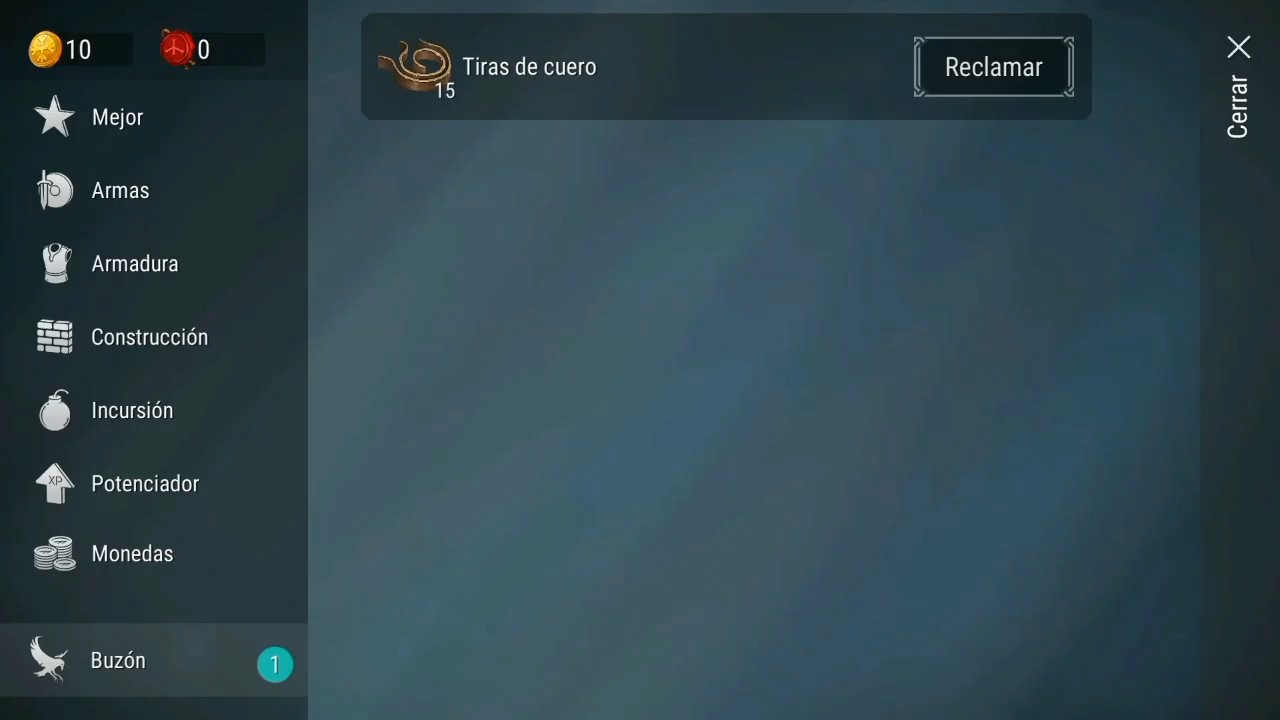 10
0
Mejor
Armas
Armadura
Construcción
Incursión
XP
Potenciador
Monedas
Buzón
1
Tiras de cuero
15
Reclamar
Cerrar